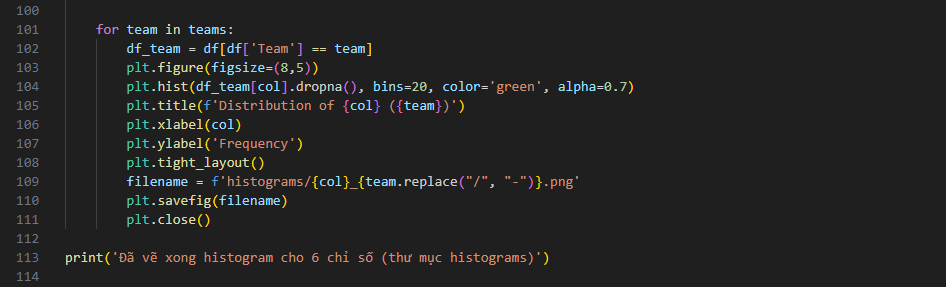 100
101 for team in teams:
102 df_team = df[df['Team'] == team]
103 plt.figure(figsize=(8,5))
104 plt.hist(df_team[col].dropna(), bins=20, color='green', alpha=0.7)
105 plt.title(f'Distribution of {col} ({team})')
106 plt.xlabel(col)
107 plt.ylabel('Frequency')
108 plt.tight_layout()
109 filename = f'histograms/{col}_{team.replace("/", "-")}.png'
110 plt.savefig(filename)
111 plt.close()
112
113 print('Đã vẽ xong histogram cho 6 chỉ số (thư mục histograms)')
114